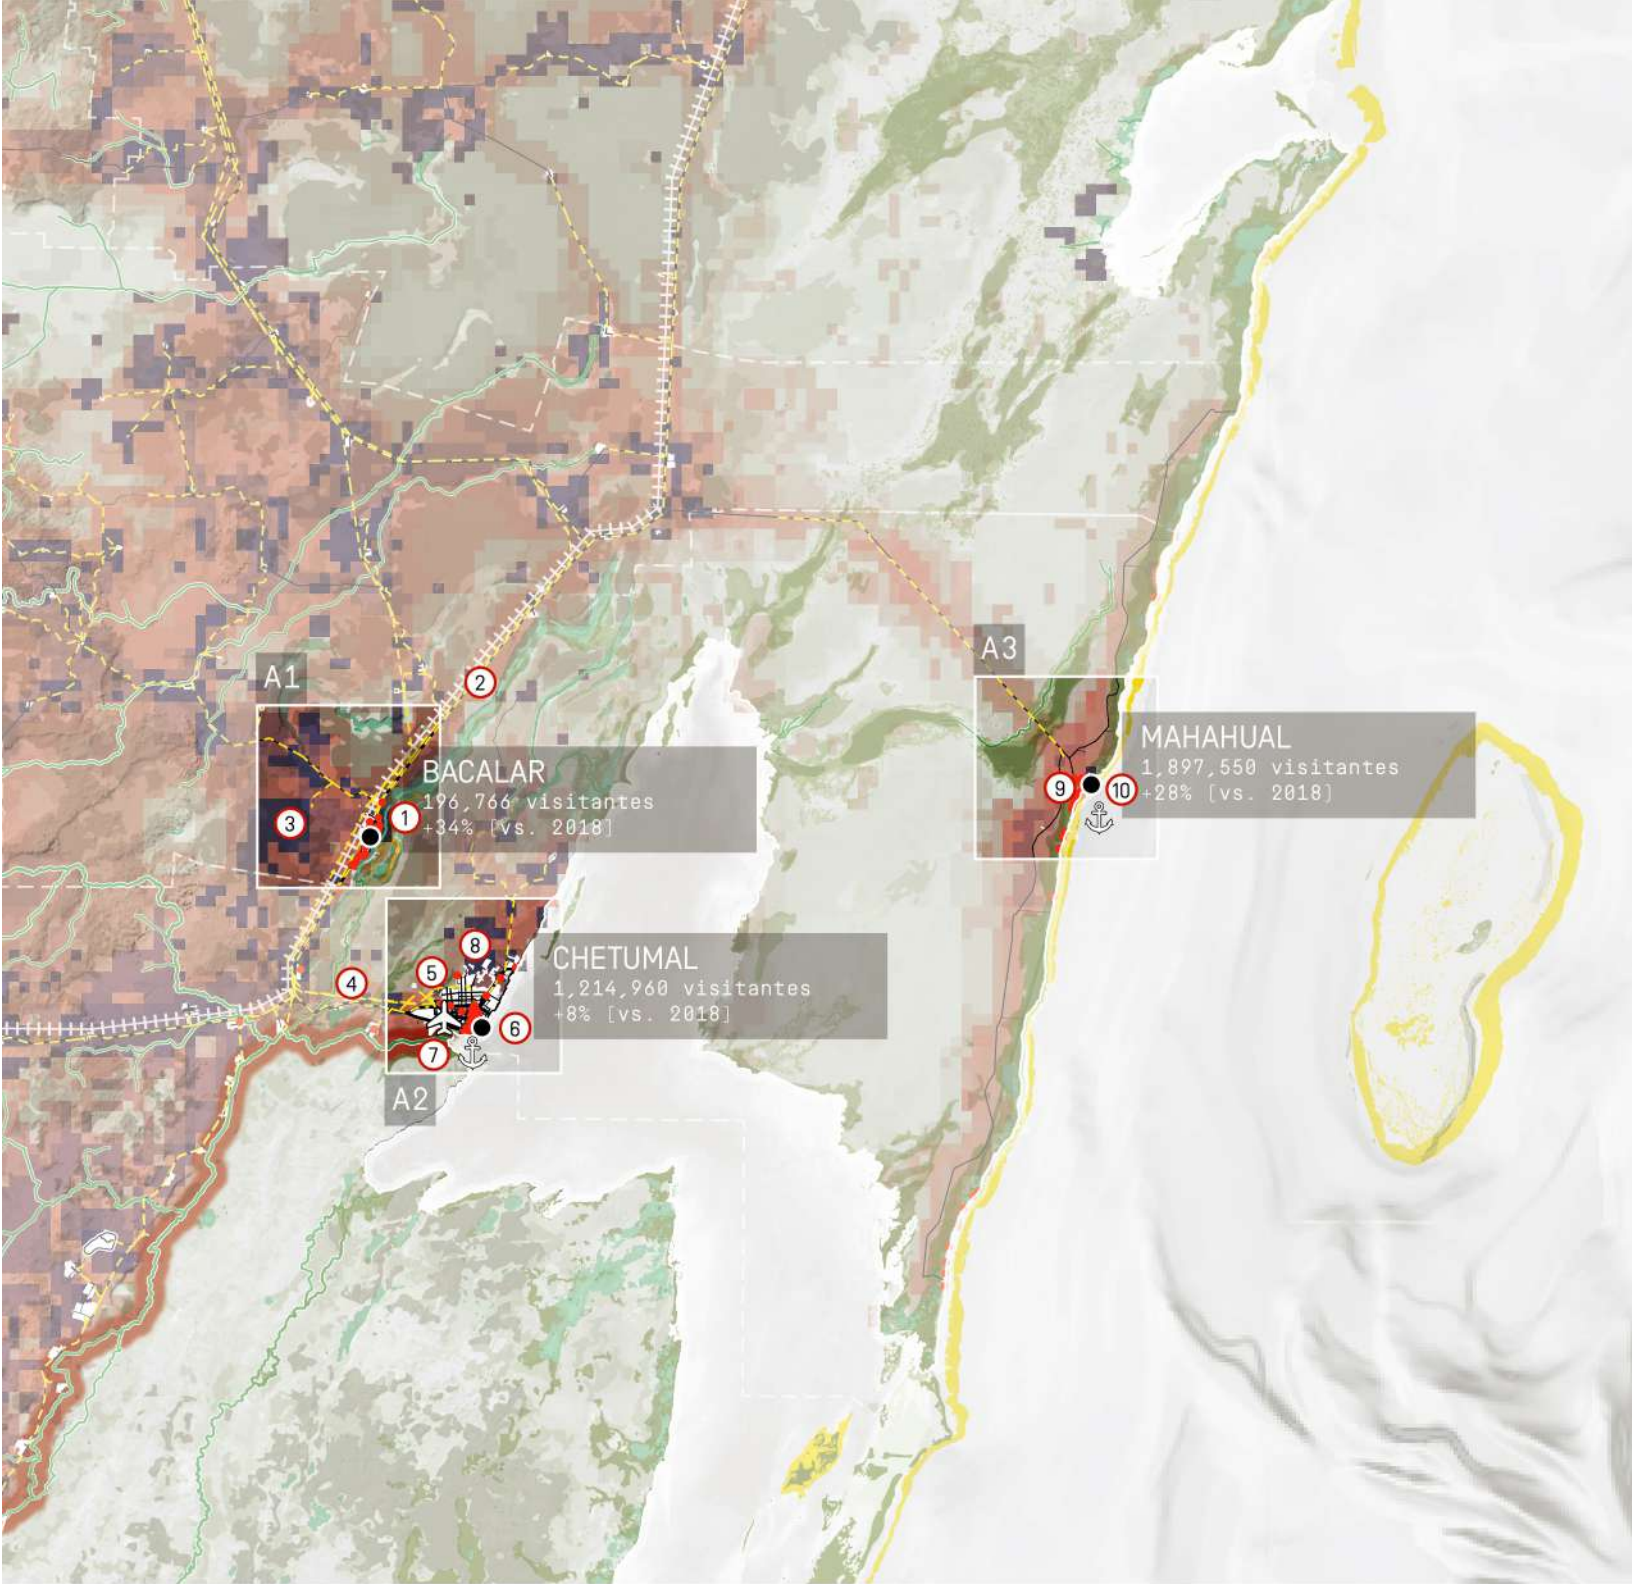 A1
2
BACALAR
196,766 visitantes
+34% [vs. 2018]
1
3
A3
MAHAHUAL
1,897,550 visitantes
+28% [vs. 2018]
9
10
4
5
8
CHETUMAL
1,214,960 visitantes
+8% [vs. 2018]
6
7
A2